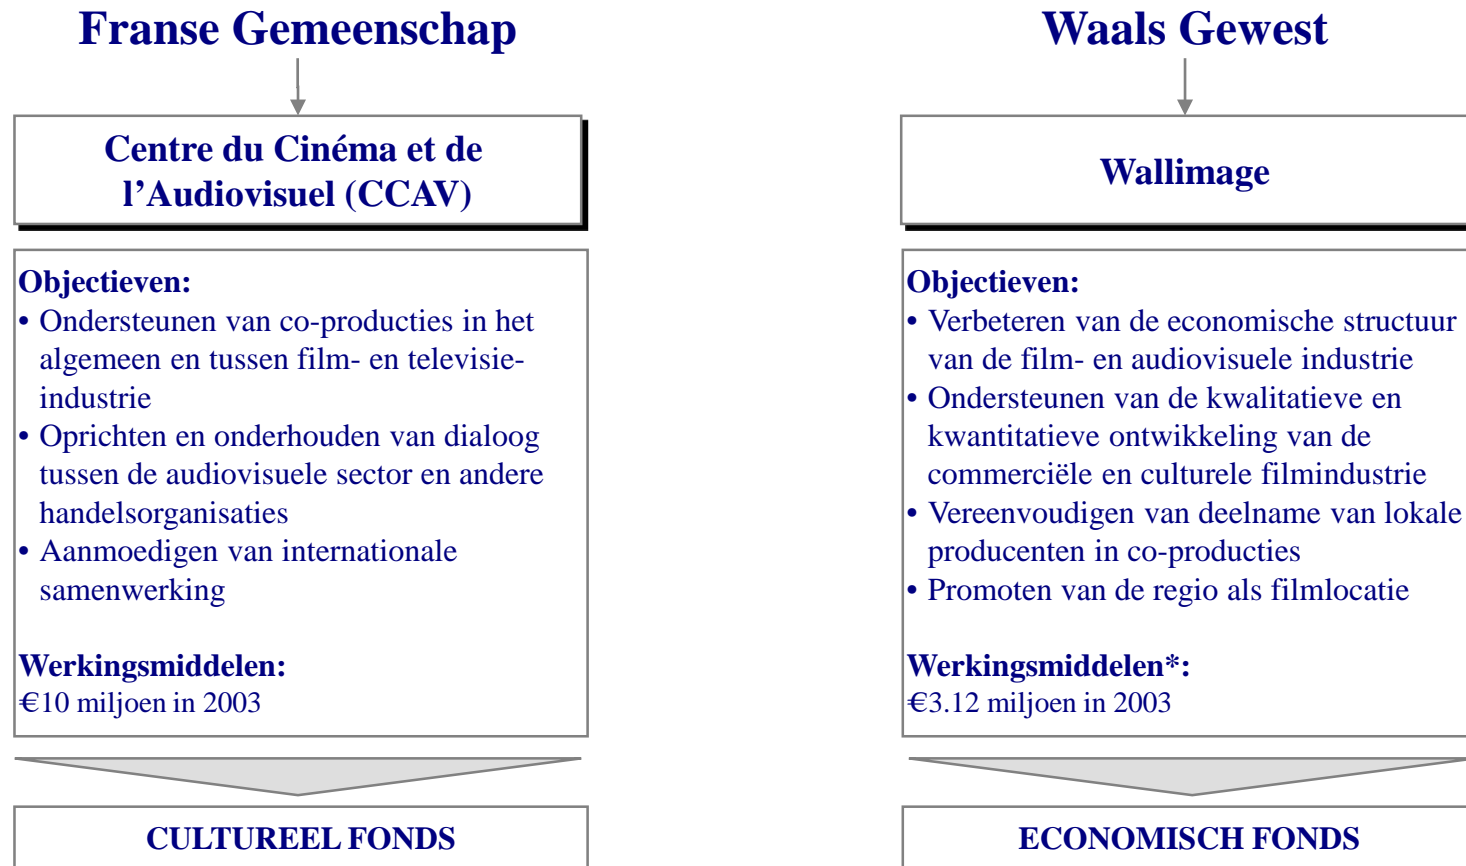 Franse Gemeenschap
Centre du Cinéma et de
l’Audiovisuel (CCAV)
Objectieven:
• Ondersteunen van co-producties in het
algemeen en tussen film- en televisie-
industrie
• Oprichten en onderhouden van dialoog
tussen de audiovisuele sector en andere
handelsorganisaties
• Aanmoedigen van internationale
samenwerking
Werkingsmiddelen:
€10 miljoen in 2003
CULTUREEL FONDS
Waals Gewest
Wallimage
Objectieven:
• Verbeteren van de economische structuur
van de film- en audiovisuele industrie
• Ondersteunen van de kwalitatieve en
kwantitatieve ontwikkeling van de
commerciële en culturele filmindustrie
• Vereenvoudigen van deelname van lokale
producenten in co-producties
• Promoten van de regio als filmlocatie
Werkingsmiddelen*:
€3.12 miljoen in 2003
ECONOMISCH FONDS